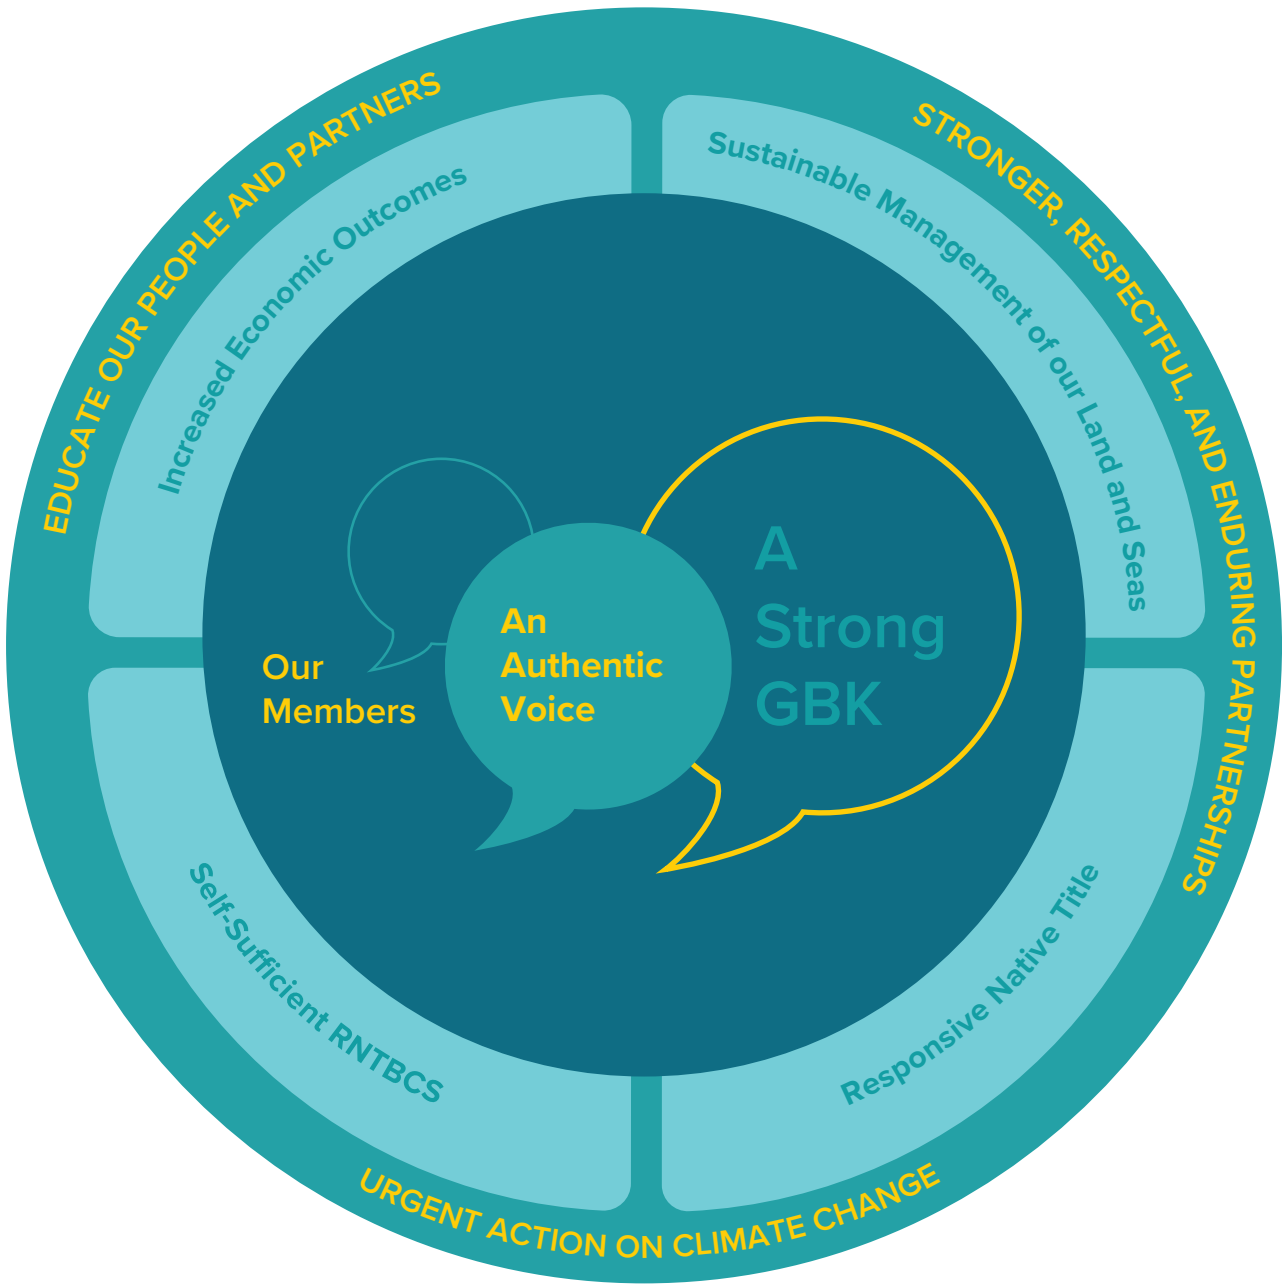 EDUCATE OUR PEOPLE AND PARTNERS
STRONGER, RESPECTFUL, AND ENDURING PARTNERSHIPS
URGENT ACTION ON CLIMATE CHANGE
Increased Economic Outcomes
Sustainable Management of our Land and Seas
Self-Sufficient RNTBCS
Responsive Native Title
Our
Members
An
Authentic
Voice
A
Strong
GBK